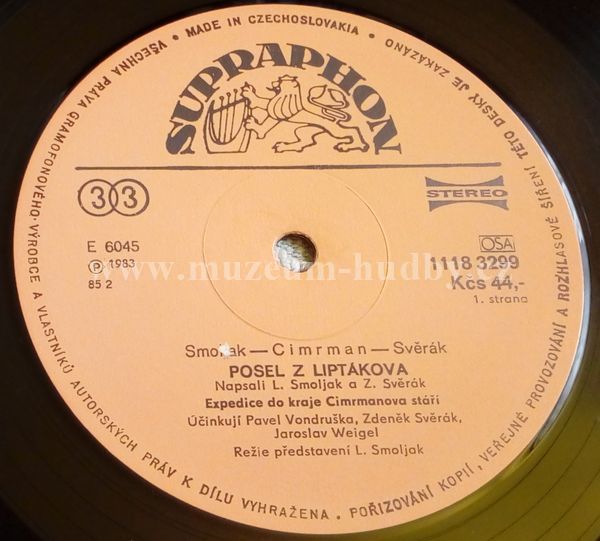 VŠECHNA PRÁVA GRAMOFONOVÉHO VÝROBCE A VLASTNÍKŮ AUTORSKÝCH PRÁV K DÍLU VYHRAŽENA. POŘIZOVÁNÍ KOPIÍ, VEŘEJNÉ PROVOZOVÁNÍ A ROZHLASOVÉ ŠÍŘENÍ TÉTO DESKY JE ZAKÁZÁNO
• MADE IN CZECHOSLOVAKIA •
SUPRAPHON
33
STEREO
E 6045
℗ 1983
85 2
OSA
1118 3299
Kčs 44,-
1. strana
www.muzeum-hudby.cz
Smoljak — Cimrman — Svěrák
POSEL Z LIPTÁKOVA
Napsali L. Smoljak a Z. Svěrák
Expedice do kraje Cimrmanova stáří
Účinkují Pavel Vondruška, Zdeněk Svěrák,
Jaroslav Weigel
Režie představení L. Smoljak